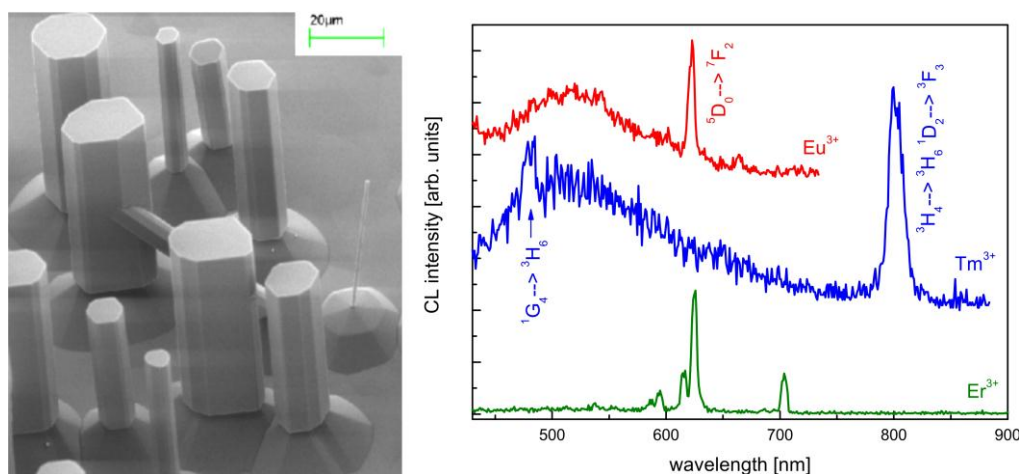 20μm
CL intensity [arb. units]
⁵D₀---> ⁷F₂
Eu³⁺
³H₄---> ³H₆ ¹D₂---> ³F₃
Tm³⁺
¹G₄---> ³H₆
Er³⁺
500 600 700 800 900
wavelength [nm]